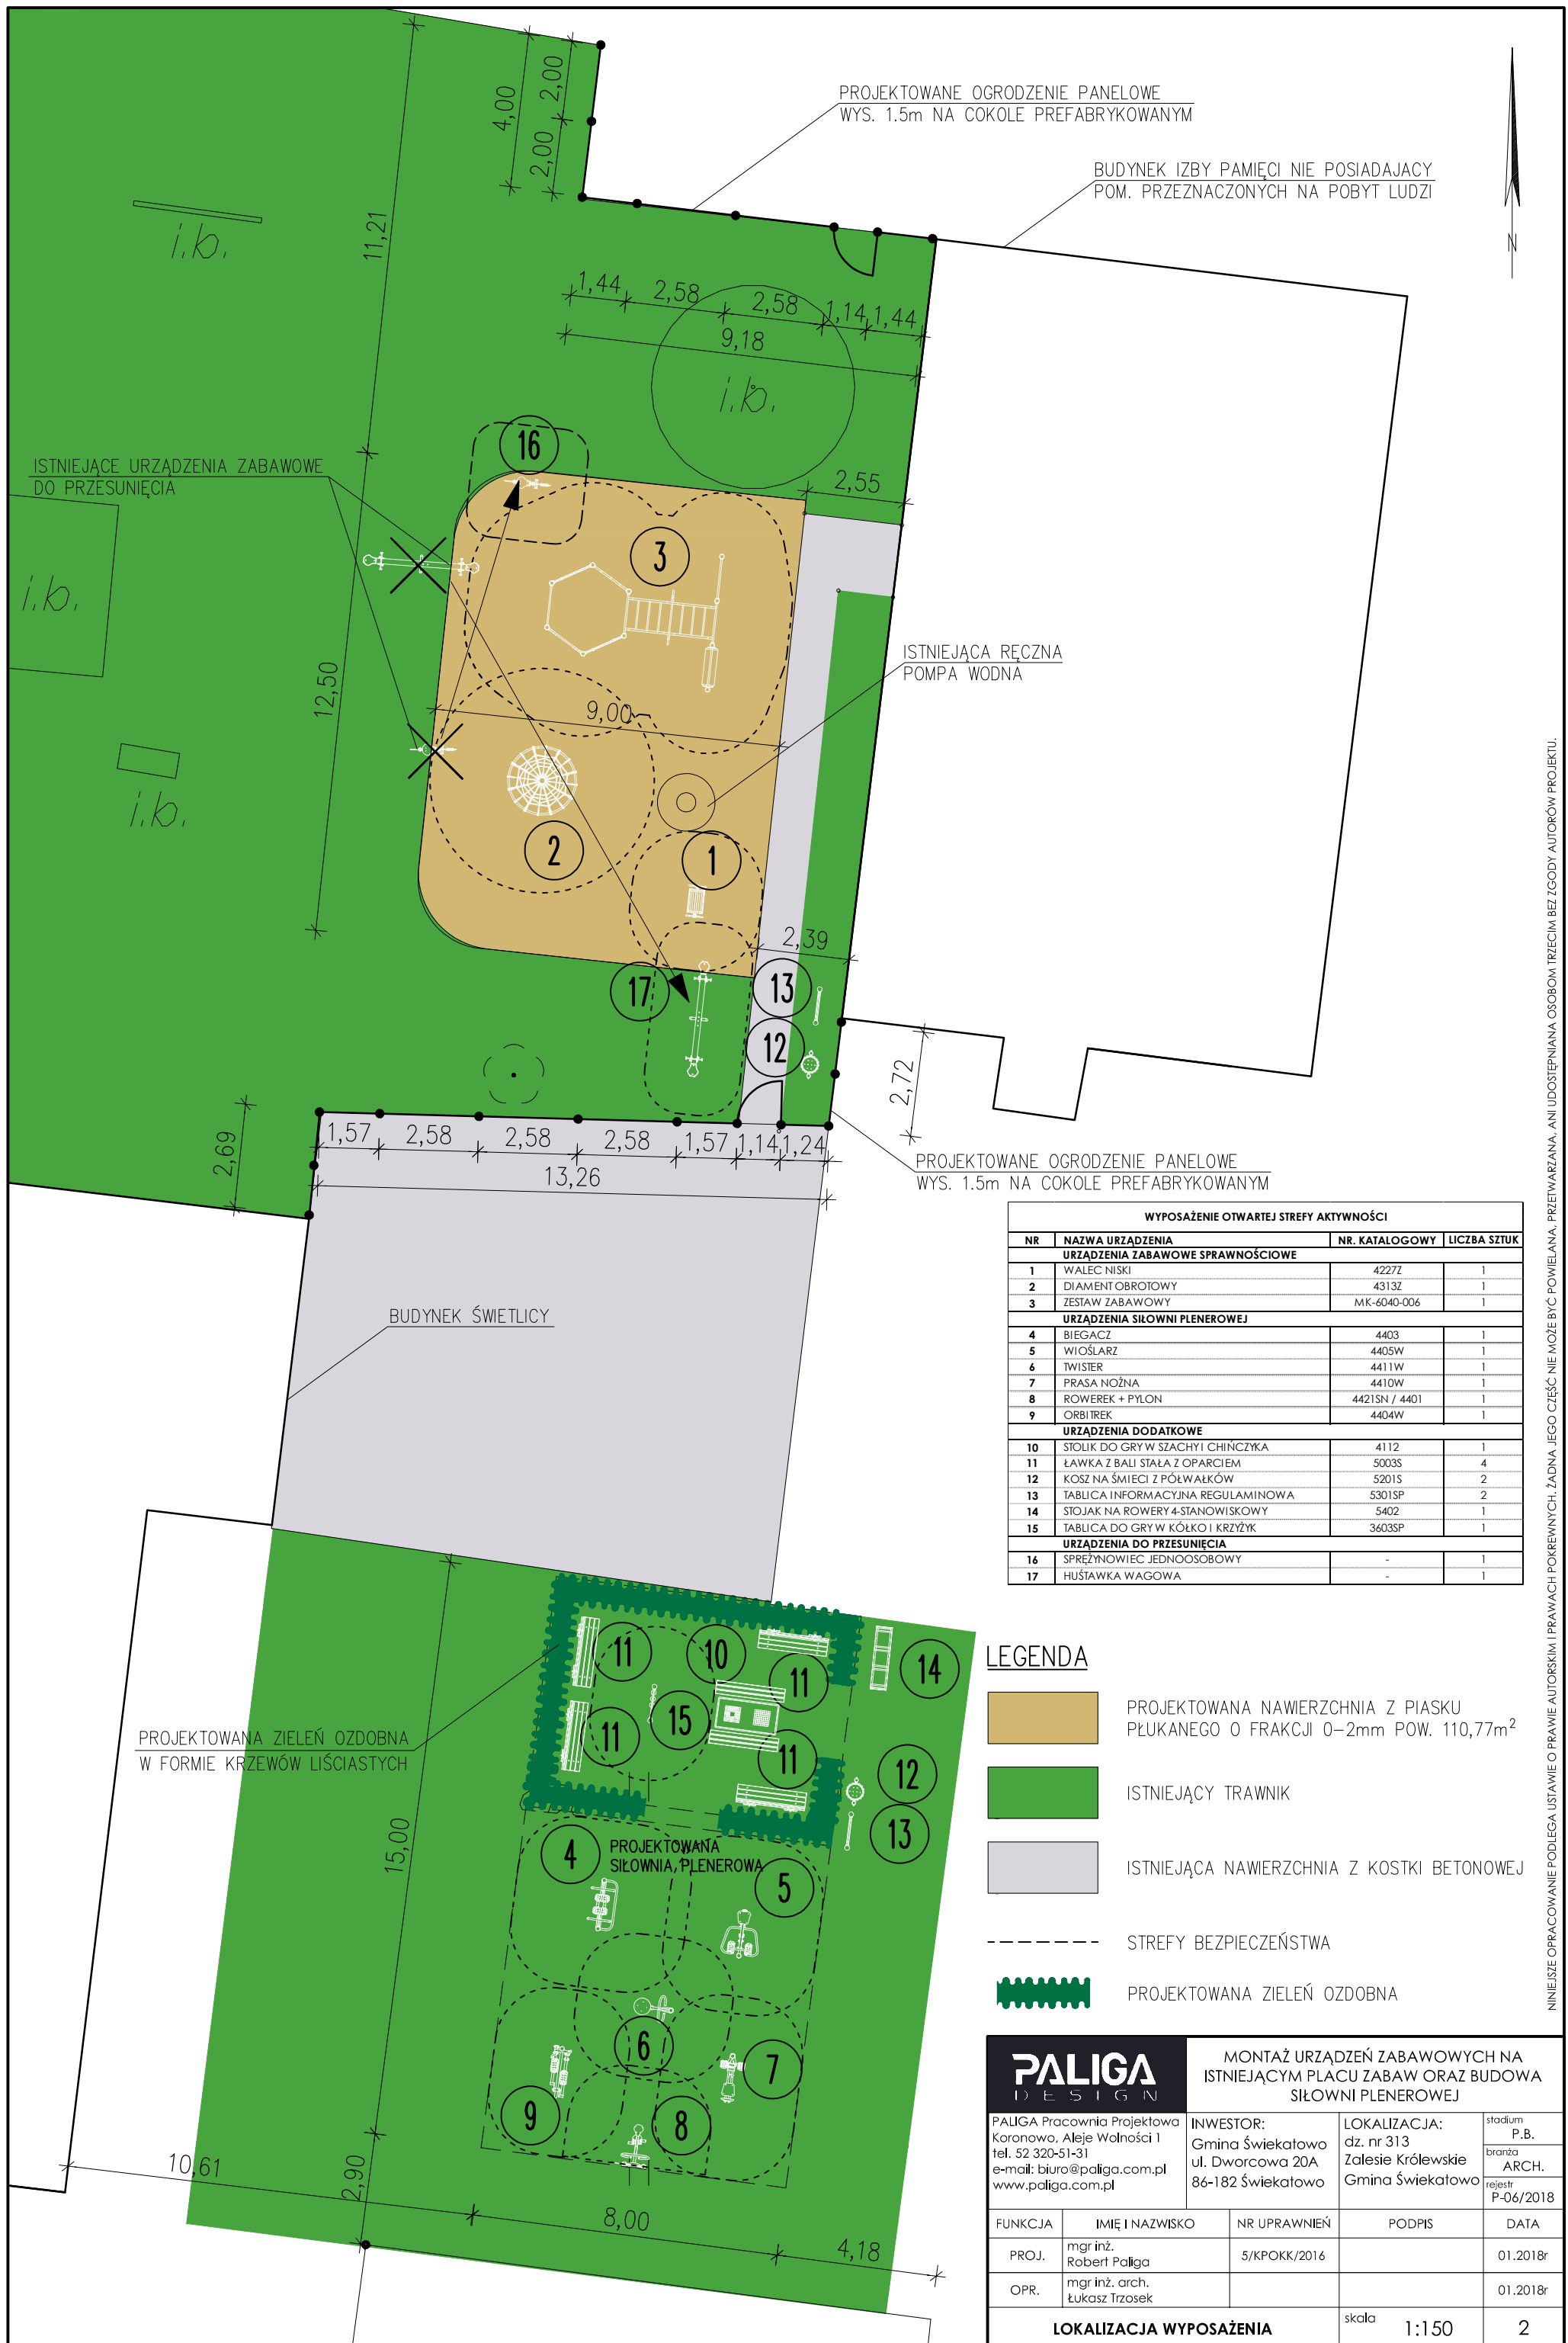 PROJEKTOWANE OGRODZENIE PANELOWE
WYS. 1.5m NA COKOLE PREFABRYKOWANYM
BUDYNEK IZBY PAMIĘCI NIE POSIADAJACY
POM. PRZEZNACZONYCH NA POBYT LUDZI
N
4,00
2,00
2,00
11,21
i.b.
1,44
2,58
2,58
1,14
1,44
9,18
i.b.
16
ISTNIEJĄCE URZĄDZENIA ZABAWOWE
DO PRZESUNIĘCIA
2,55
3
i.b.
ISTNIEJĄCA RĘCZNA
POMPA WODNA
12,50
9,00
i.b.
2
1
2,39
17
13
12
2,72
2,69
1,57
2,58
2,58
2,58
1,57
1,14
1,24
13,26
PROJEKTOWANE OGRODZENIE PANELOWE
WYS. 1.5m NA COKOLE PREFABRYKOWANYM
BUDYNEK ŚWIETLICY
WYPOSAŻENIE OTWARTEJ STREFY AKTYWNOŚCI
NR NAZWA URZĄDZENIA NR. KATALOGOWY LICZBA SZTUK
URZĄDZENIA ZABAWOWE SPRAWNOŚCIOWE
1 WALEC NISKI 4227Z 1
2 DIAMENT OBROTOWY 4313Z 1
3 ZESTAW ZABAWOWY MK-6040-006 1
URZĄDZENIA SIŁOWNI PLENEROWEJ
4 BIEGACZ 4403 1
5 WIOŚLARZ 4405W 1
6 TWISTER 4411W 1
7 PRASA NOŻNA 4410W 1
8 ROWEREK + PYLON 4421SN / 4401 1
9 ORBITREK 4404W 1
URZĄDZENIA DODATKOWE
10 STOLIK DO GRY W SZACHY I CHIŃCZYKA 4112 1
11 ŁAWKA Z BALI STAŁA Z OPARCIEM 5003S 4
12 KOSZ NA ŚMIECI Z PÓŁWAŁKÓW 5201S 2
13 TABLICA INFORMACYJNA REGULAMINOWA 5301SP 2
14 STOJAK NA ROWERY 4-STANOWISKOWY 5402 1
15 TABLICA DO GRY W KÓŁKO I KRZYŻYK 3603SP 1
URZĄDZENIA DO PRZESUNIĘCIA
16 SPRĘŻYNOWIEC JEDNOOSOBOWY - 1
17 HUŚTAWKA WAGOWA - 1
11
10
11
14
15
11
11
12
13
PROJEKTOWANA ZIELEŃ OZDOBNA
W FORMIE KRZEWÓW LIŚCIASTYCH
15,00
4
PROJEKTOWANA
SIŁOWNIA PLENEROWA
5
6
7
9
8
10,61
2,90
8,00
4,18
LEGENDA
PROJEKTOWANA NAWIERZCHNIA Z PIASKU
PŁUKANEGO O FRAKCJI 0-2mm POW. 110,77m²
ISTNIEJĄCY TRAWNIK
ISTNIEJĄCA NAWIERZCHNIA Z KOSTKI BETONOWEJ
STREFY BEZPIECZEŃSTWA
PROJEKTOWANA ZIELEŃ OZDOBNA
PALIGA
DESIGN
MONTAŻ URZĄDZEŃ ZABAWOWYCH NA
ISTNIEJĄCYM PLACU ZABAW ORAZ BUDOWA
SIŁOWNI PLENEROWEJ
PALIGA Pracownia Projektowa
Koronowo, Aleje Wolności 1
tel. 52 320-51-31
e-mail: biuro@paliga.com.pl
www.paliga.com.pl
INWESTOR:
Gmina Świekatowo
ul. Dworcowa 20A
86-182 Świekatowo
LOKALIZACJA:
dz. nr 313
Zalesie Królewskie
Gmina Świekatowo
stadium
P.B.
branża
ARCH.
rejestr
P-06/2018
FUNKCJA IMIĘ I NAZWISKO NR UPRAWNIEŃ PODPIS DATA
PROJ. mgr inż. Robert Paliga 5/KPOKK/2016 01.2018r
OPR. mgr inż. arch. Łukasz Trzosek 01.2018r
LOKALIZACJA WYPOSAŻENIA skala 1:150 2
NINIEJSZE OPRACOWANIE PODLEGA USTAWIE O PRAWIE AUTORSKIM I PRAWACH POKREWNYCH. ŻADNA JEGO CZĘŚĆ NIE MOŻE BYĆ POWIELANA, PRZETWARZANA, ANI UDOSTĘPNIANA OSOBOM TRZECIM BEZ ZGODY AUTORÓW PROJEKTU.